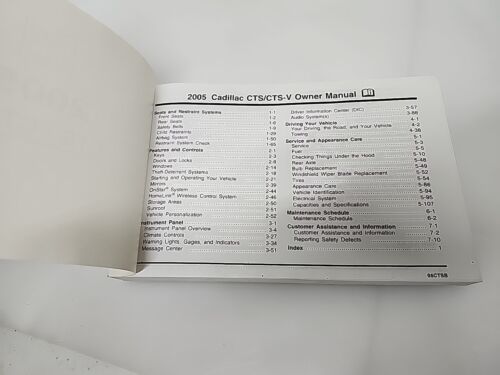 2005 Cadillac CTS/CTS-V Owner Manual
Seats and Restraint Systems 1-1
Front Seats 1-2
Rear Seats 1-6
Safety Belts 1-9
Child Restraints 1-29
Airbag System 1-50
Restraint System Check 1-65
Features and Controls 2-1
Keys 2-3
Doors and Locks 2-8
Windows 2-14
Theft-Deterrent Systems 2-18
Starting and Operating Your Vehicle 2-21
Mirrors 2-39
OnStar® System 2-44
HomeLink® Wireless Control System 2-46
Storage Areas 2-50
Sunroof 2-51
Vehicle Personalization 2-52
Instrument Panel 3-1
Instrument Panel Overview 3-4
Climate Controls 3-27
Warning Lights, Gages, and Indicators 3-34
Message Center 3-51
Driver Information Center (DIC) 3-57
Audio System(s) 3-88
Driving Your Vehicle 4-1
Your Driving, the Road, and Your Vehicle 4-2
Towing 4-38
Service and Appearance Care 5-1
Service 5-3
Fuel 5-5
Checking Things Under the Hood 5-10
Rear Axle 5-48
Bulb Replacement 5-49
Windshield Wiper Blade Replacement 5-52
Tires 5-54
Appearance Care 5-86
Vehicle Identification 5-94
Electrical System 5-95
Capacities and Specifications 5-107
Maintenance Schedule 6-1
Maintenance Schedule 6-2
Customer Assistance and Information 7-1
Customer Assistance and Information 7-2
Reporting Safety Defects 7-10
Index 1
05CTSB